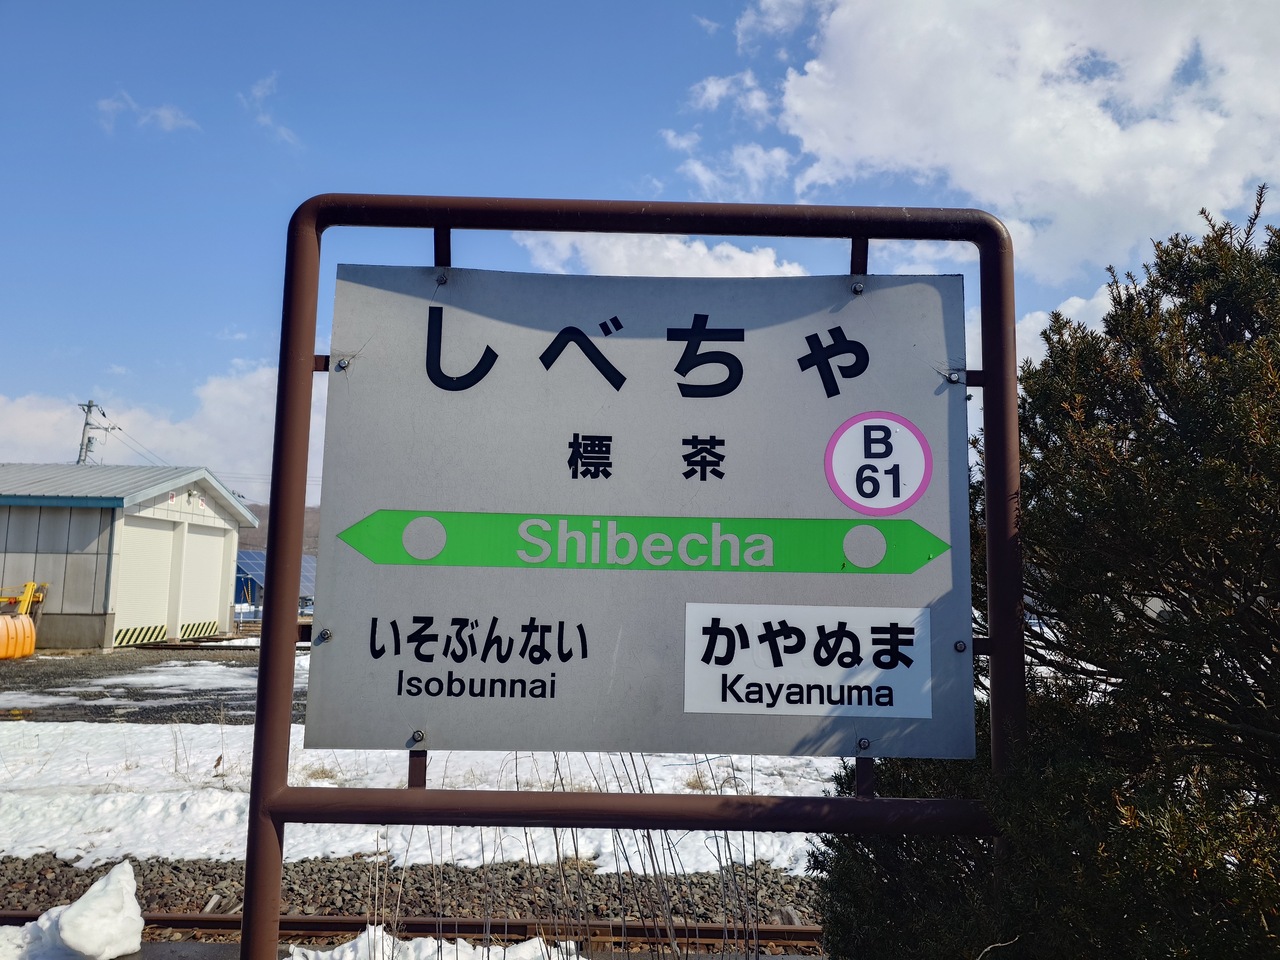 しべちゃ
標茶
B
61
Shibecha
いそぶんない
Isobunnai
かやぬま
Kayanuma